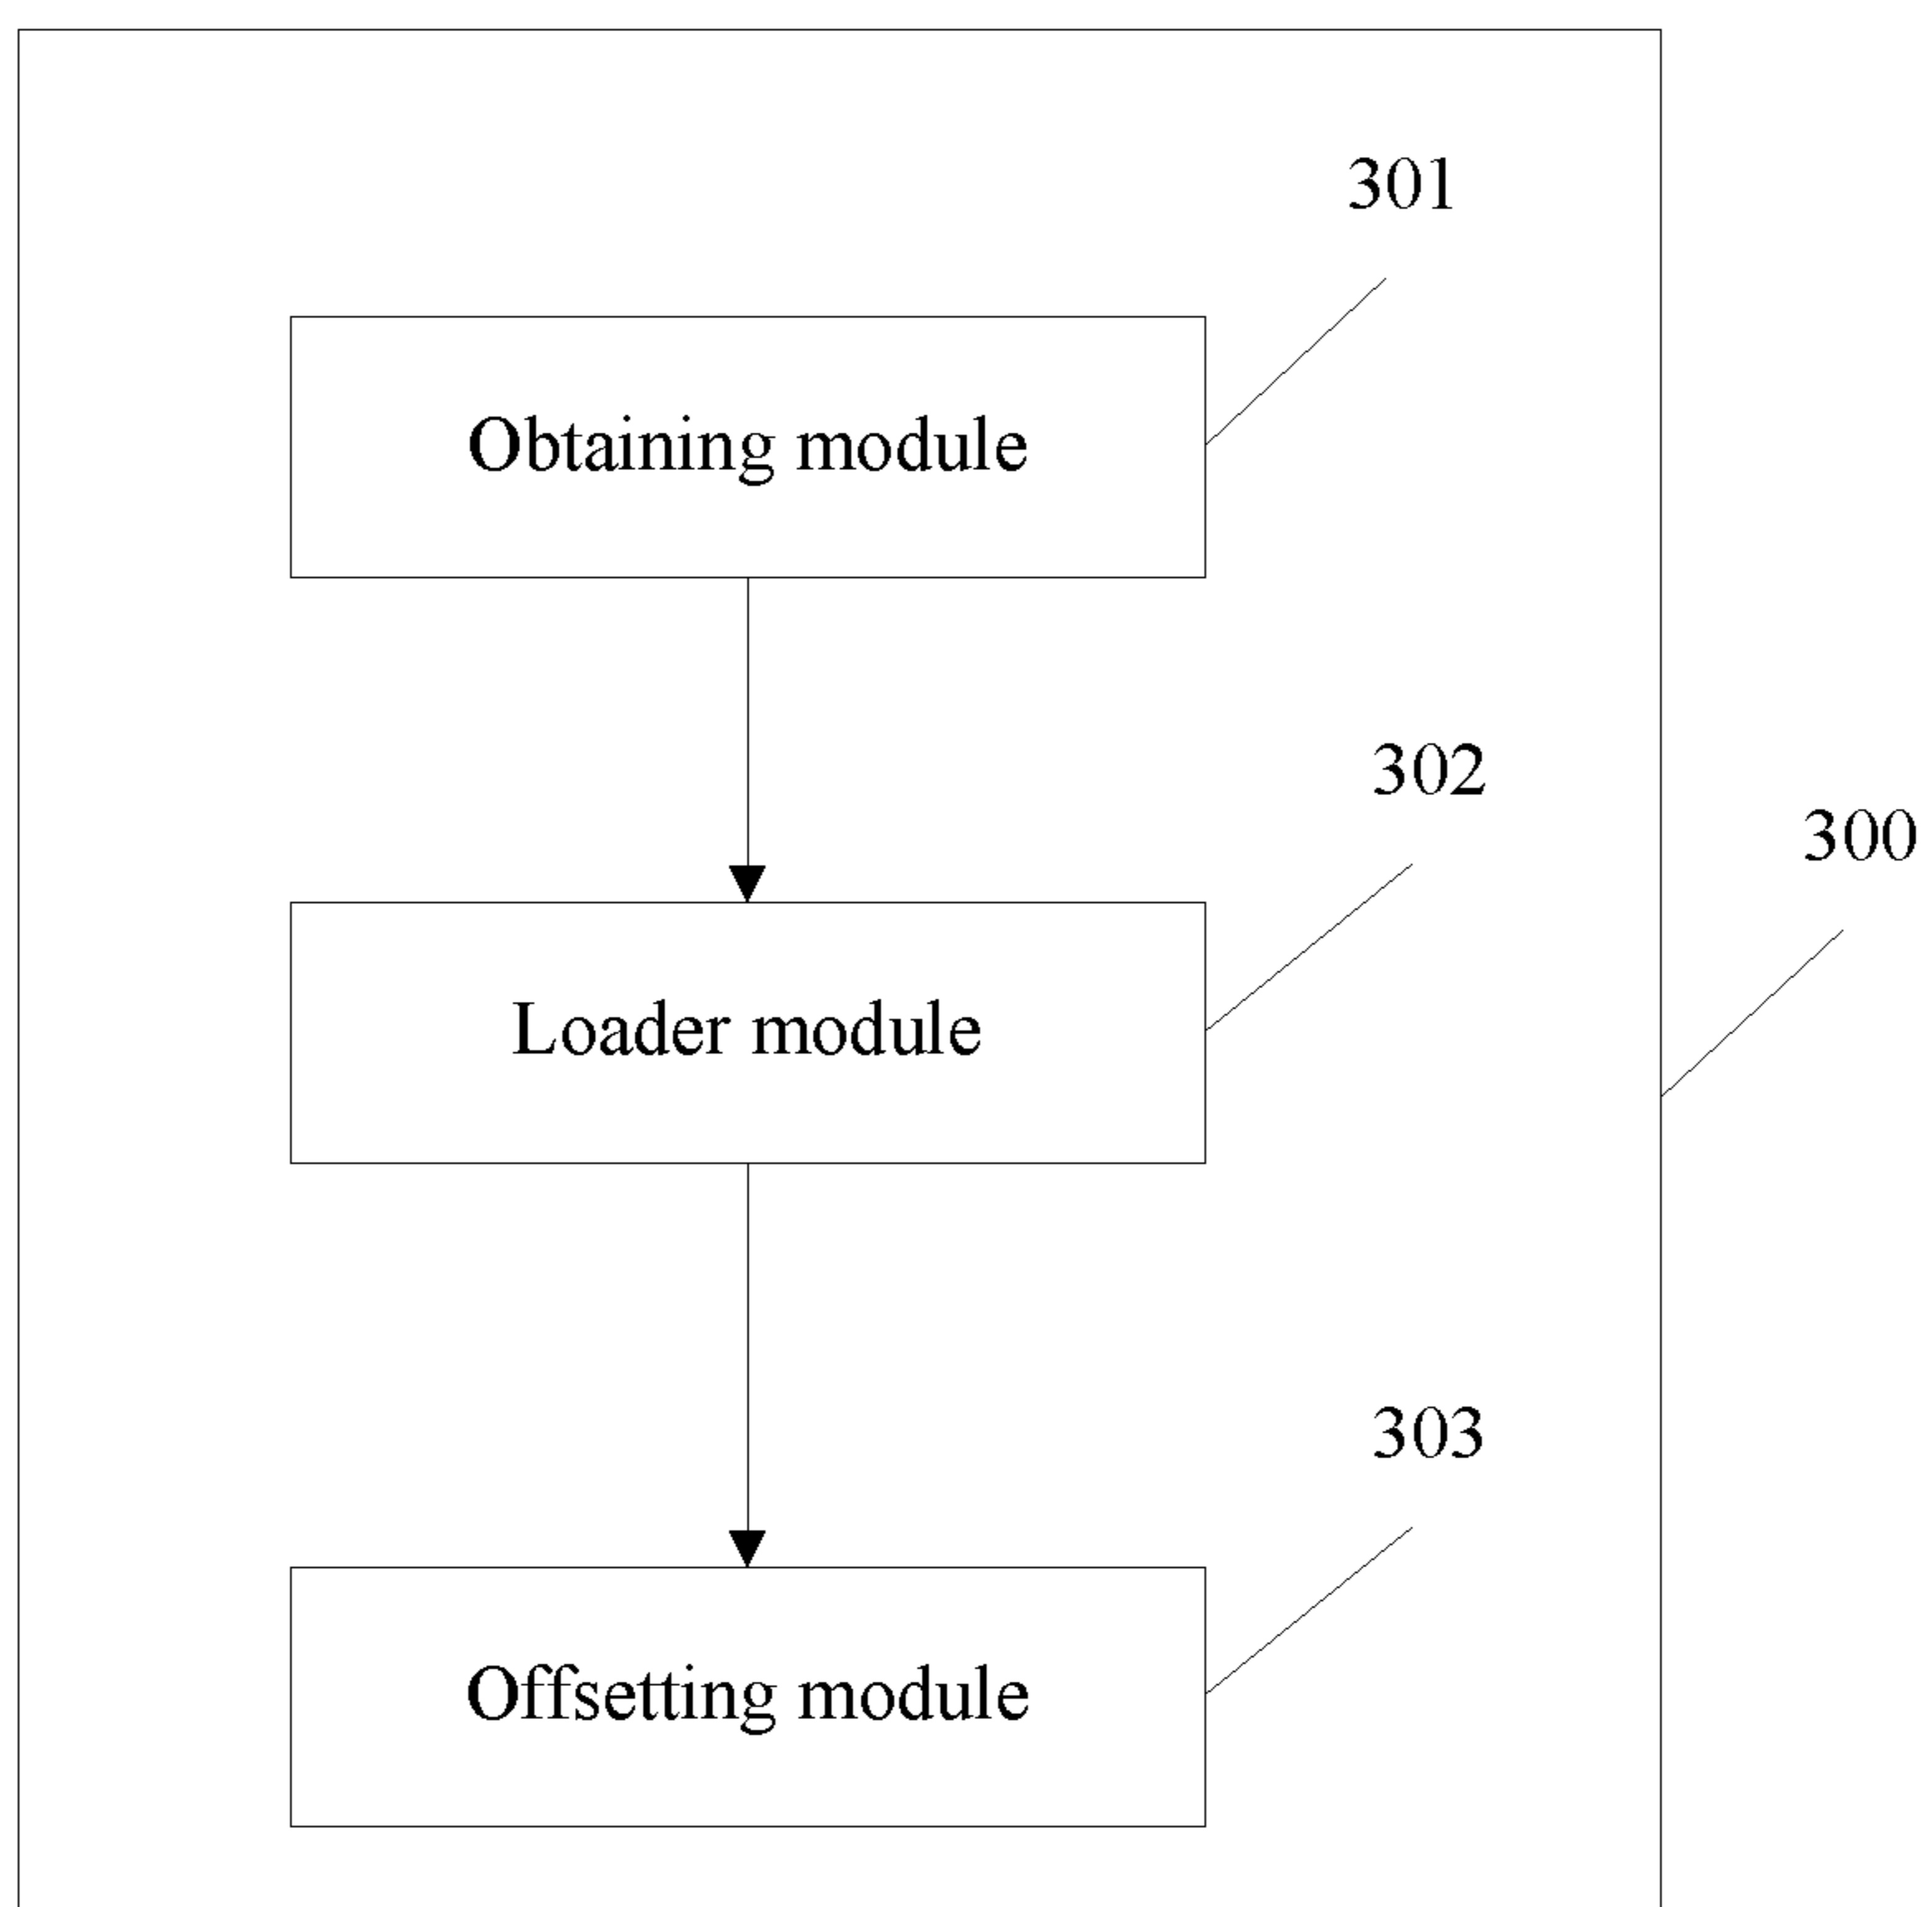 301
Obtaining module
302
300
Loader module
303
Offsetting module